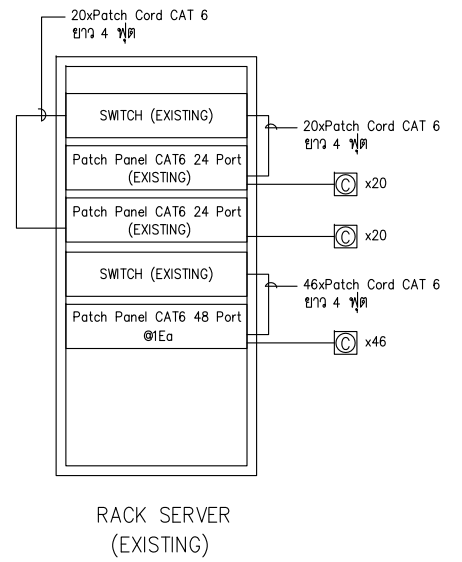 20xPatch Cord CAT 6
ยาว 4 ฟุต
SWITCH (EXISTING)
20xPatch Cord CAT 6
ยาว 4 ฟุต
Patch Panel CAT6 24 Port
(EXISTING)
C x20
Patch Panel CAT6 24 Port
(EXISTING)
C x20
SWITCH (EXISTING)
46xPatch Cord CAT 6
ยาว 4 ฟุต
Patch Panel CAT6 48 Port
@1Ea
C x46
RACK SERVER
(EXISTING)